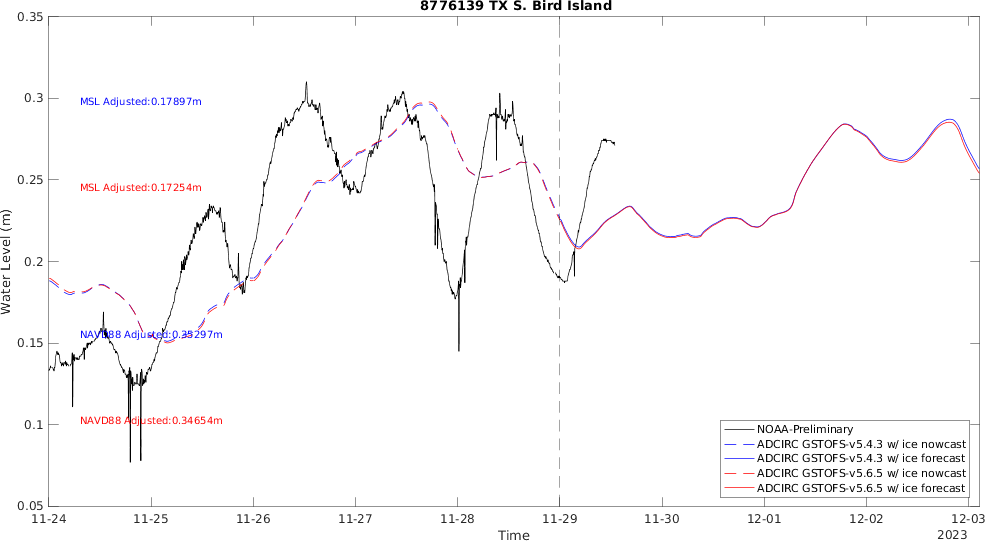 8776139 TX S. Bird Island
0.35
0.3
0.25
0.2
0.15
0.1
0.05
Water Level (m)
MSL Adjusted:0.17897m
MSL Adjusted:0.17254m
NAVD88 Adjusted:0.35297m
NAVD88 Adjusted:0.34654m
NOAA-Preliminary
ADCIRC GSTOFS-v5.4.3 w/ ice nowcast
ADCIRC GSTOFS-v5.4.3 w/ ice forecast
ADCIRC GSTOFS-v5.6.5 w/ ice nowcast
ADCIRC GSTOFS-v5.6.5 w/ ice forecast
11-24 11-25 11-26 11-27 11-28 11-29 11-30 12-01 12-02 12-03
Time
2023